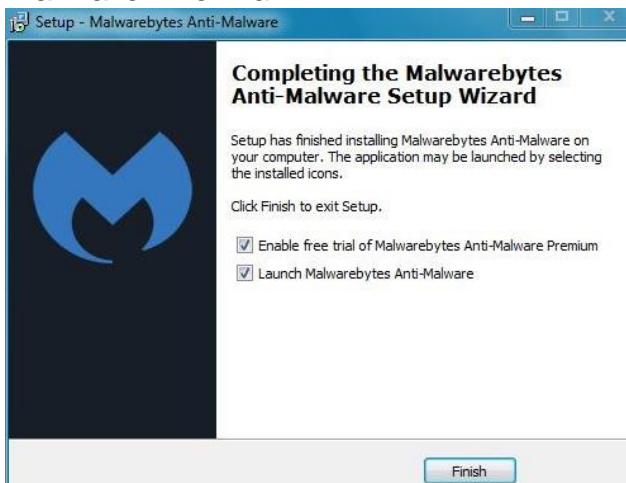 Setup - Malwarebytes Anti-Malware
Completing the Malwarebytes
Anti-Malware Setup Wizard
Setup has finished installing Malwarebytes Anti-Malware on
your computer. The application may be launched by selecting
the installed icons.
Click Finish to exit Setup.
Enable free trial of Malwarebytes Anti-Malware Premium
Launch Malwarebytes Anti-Malware
Finish